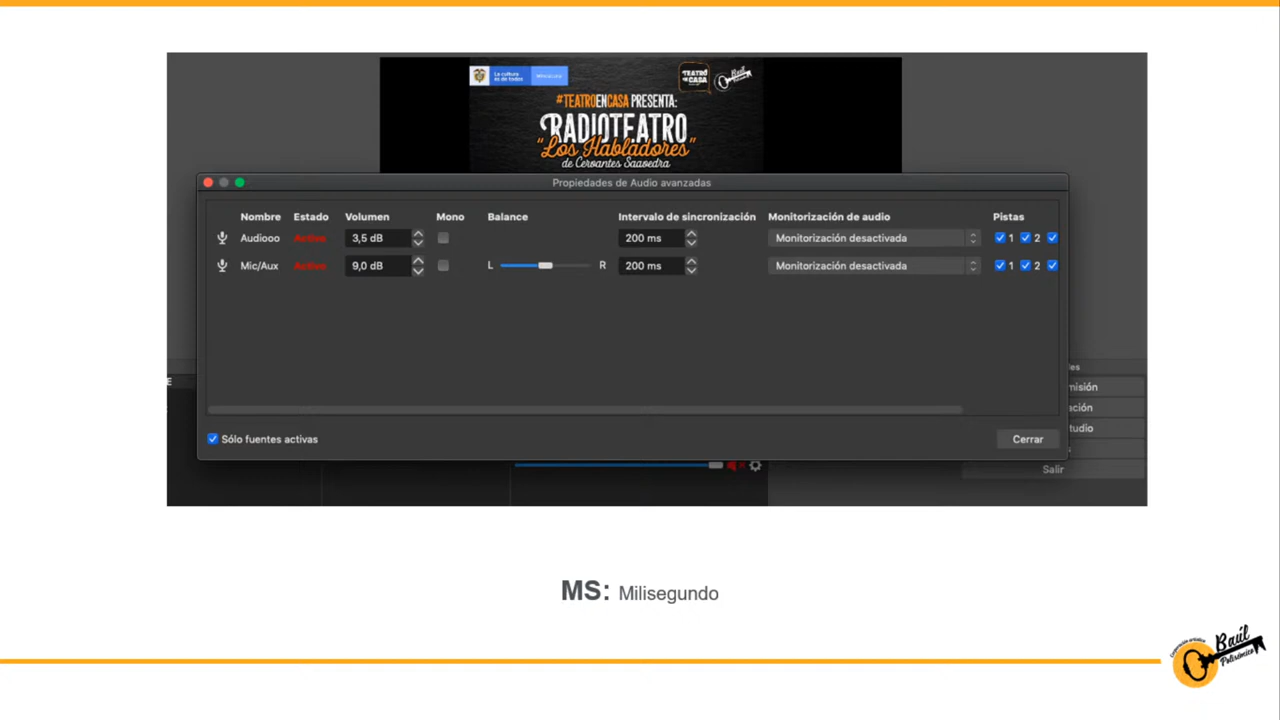 La cultura
es de todos
Mincultura
TEATRO
EN CASA
Baúl
#TEATROENCASA PRESENTA:
RADIOTEATRO
"Los Habladores"
de Cervantes Saavedra
Propiedades de Audio avanzadas
Nombre Estado Volumen Mono Balance Intervalo de sincronización Monitorización de audio Pistas
Audiooo Activo 3,5 dB 200 ms Monitorización desactivada 1 2
Mic/Aux Activo 9,0 dB L R 200 ms Monitorización desactivada 1 2
E
les
misión
ación
tudio
Sólo fuentes activas
Cerrar
Salir
MS: Milisegundo
Corporación artística
Baúl
Polisónico